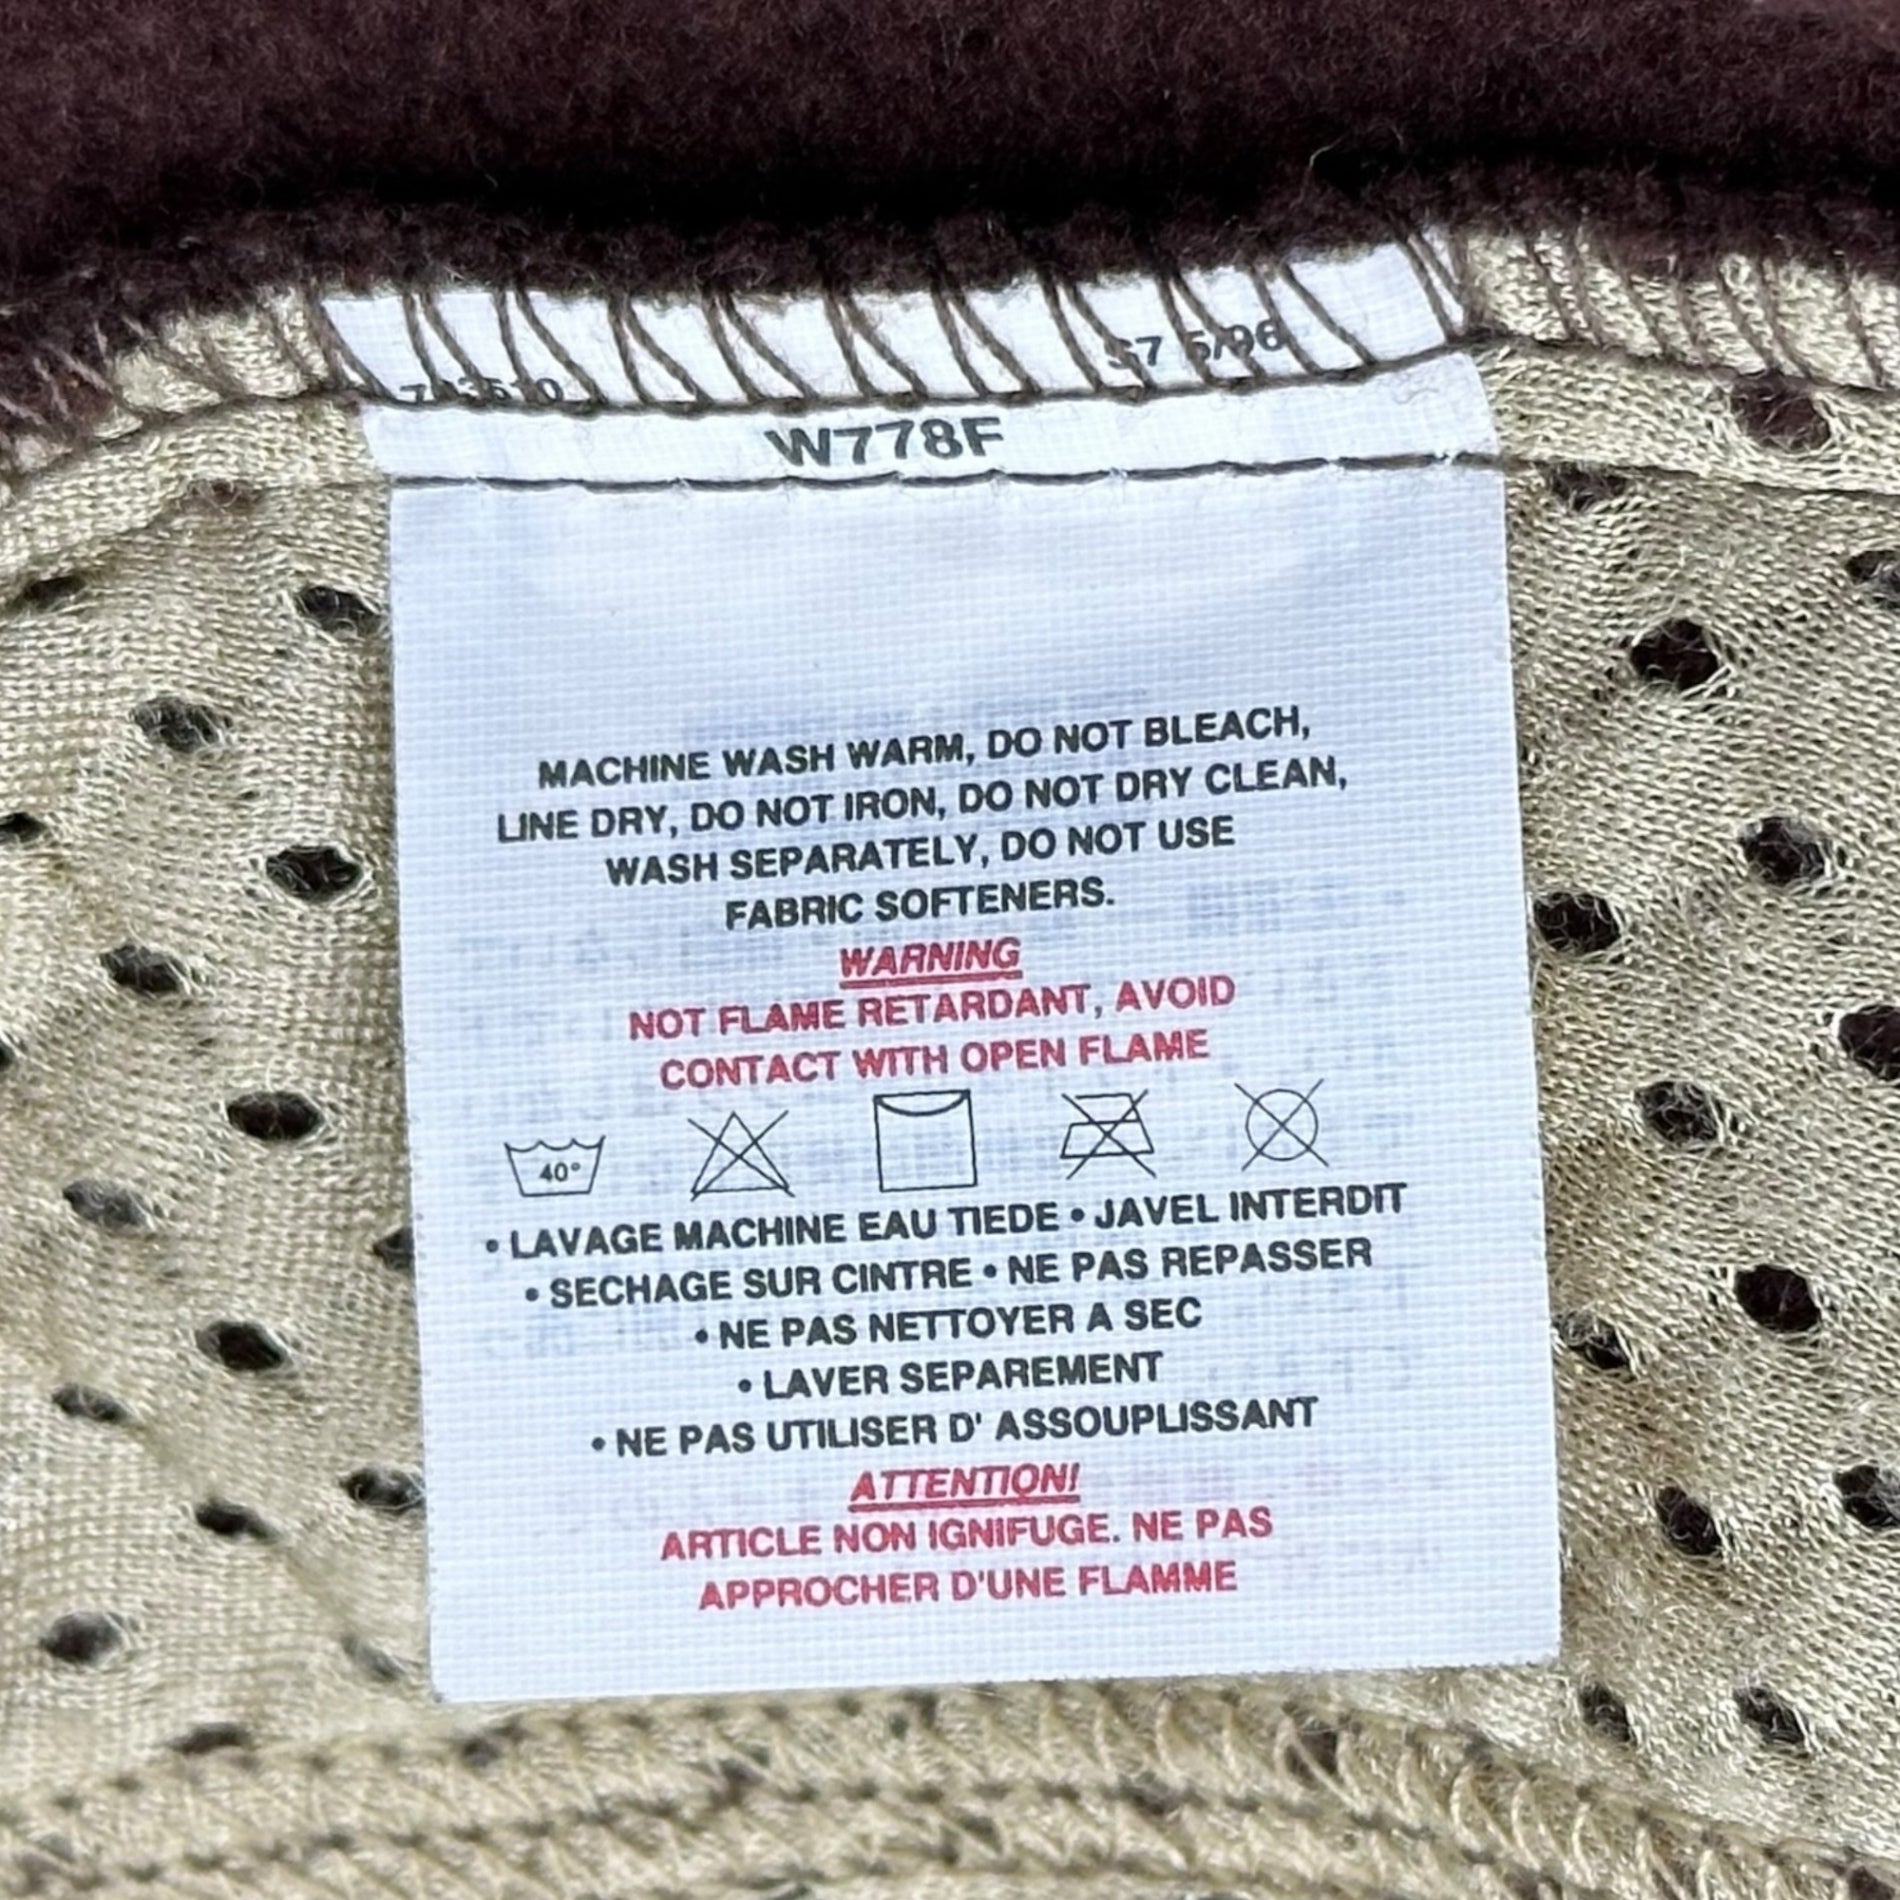 5/96
W778F
MACHINE WASH WARM, DO NOT BLEACH,
LINE DRY, DO NOT IRON, DO NOT DRY CLEAN,
WASH SEPARATELY, DO NOT USE
FABRIC SOFTENERS.
WARNING
NOT FLAME RETARDANT, AVOID
CONTACT WITH OPEN FLAME
40°
• LAVAGE MACHINE EAU TIEDE • JAVEL INTERDIT
• SECHAGE SUR CINTRE • NE PAS REPASSER
• NE PAS NETTOYER A SEC
• LAVER SEPAREMENT
• NE PAS UTILISER D' ASSOUPLISSANT
ATTENTION!
ARTICLE NON IGNIFUGE. NE PAS
APPROCHER D'UNE FLAMME